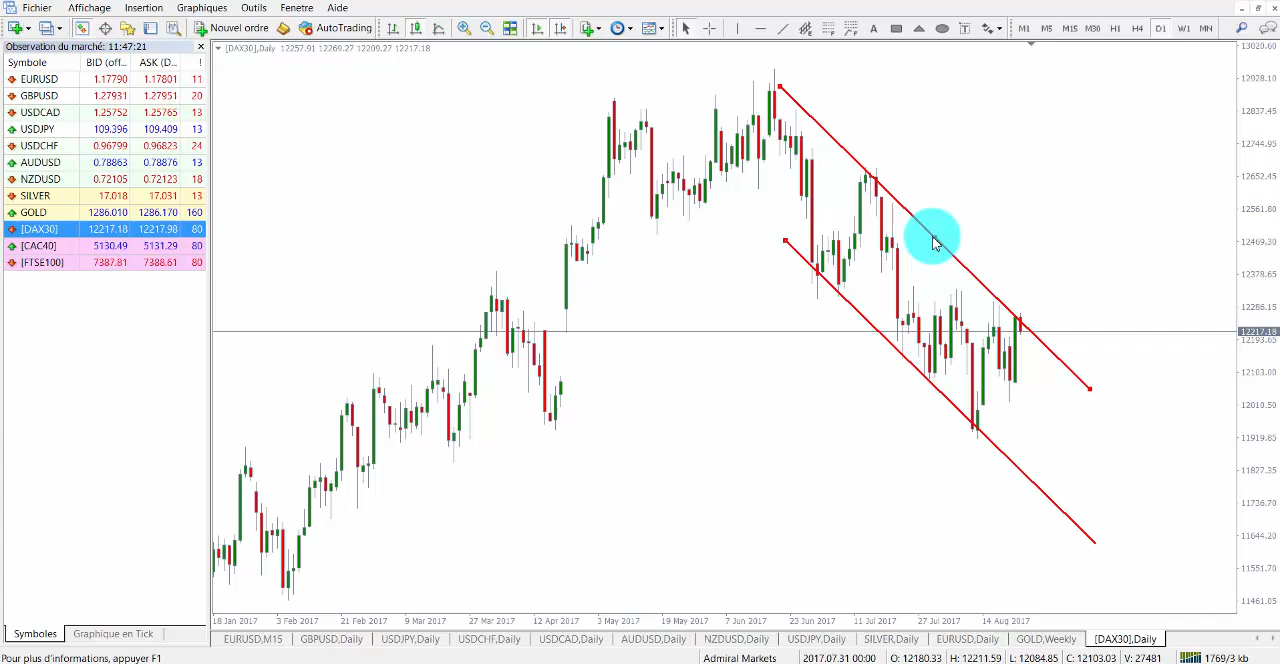 Fichier Affichage Insertion Graphiques Outils Fenetre Aide
Nouvel ordre AutoTrading M1 M5 M15 M30 H1 H4 D1 W1 MN
Observation du marché: 11:47:21
Symbole BID (off... ASK (D... !
EURUSD 1.17790 1.17801 11
GBPUSD 1.27931 1.27951 20
USDCAD 1.25752 1.25765 13
USDJPY 109.396 109.409 13
USDCHF 0.96799 0.96823 24
AUDUSD 0.78863 0.78876 13
NZDUSD 0.72105 0.72123 18
SILVER 17.018 17.031 13
GOLD 1286.010 1286.170 160
[DAX30] 12217.18 12217.98 80
[CAC40] 5130.49 5131.29 80
[FTSE100] 7387.81 7388.61 80
Symboles Graphique en Tick
[DAX30],Daily 12257.91 12269.27 12209.27 12217.18
13020.60
12928.10
12837.45
12744.95
12652.45
12561.80
12469.30
12378.65
12286.15
12217.18
12193.65
12103.00
12010.50
11919.85
11827.35
11736.70
11644.20
11551.70
11461.05
18 Jan 2017 3 Feb 2017 21 Feb 2017 9 Mar 2017 27 Mar 2017 12 Apr 2017 3 May 2017 19 May 2017 7 Jun 2017 23 Jun 2017 11 Jul 2017 27 Jul 2017 14 Aug 2017
EURUSD,M15 GBPUSD,Daily USDJPY,Daily USDCHF,Daily USDCAD,Daily AUDUSD,Daily NZDUSD,Daily USDJPY,Daily SILVER,Daily EURUSD,Daily GOLD,Weekly [DAX30],Daily
Pour plus d'informations, appuyer F1 Admiral Markets 2017.07.31 00:00 O: 12180.33 H: 12211.59 L: 12084.85 C: 12103.03 V: 27481 1769/3 kb